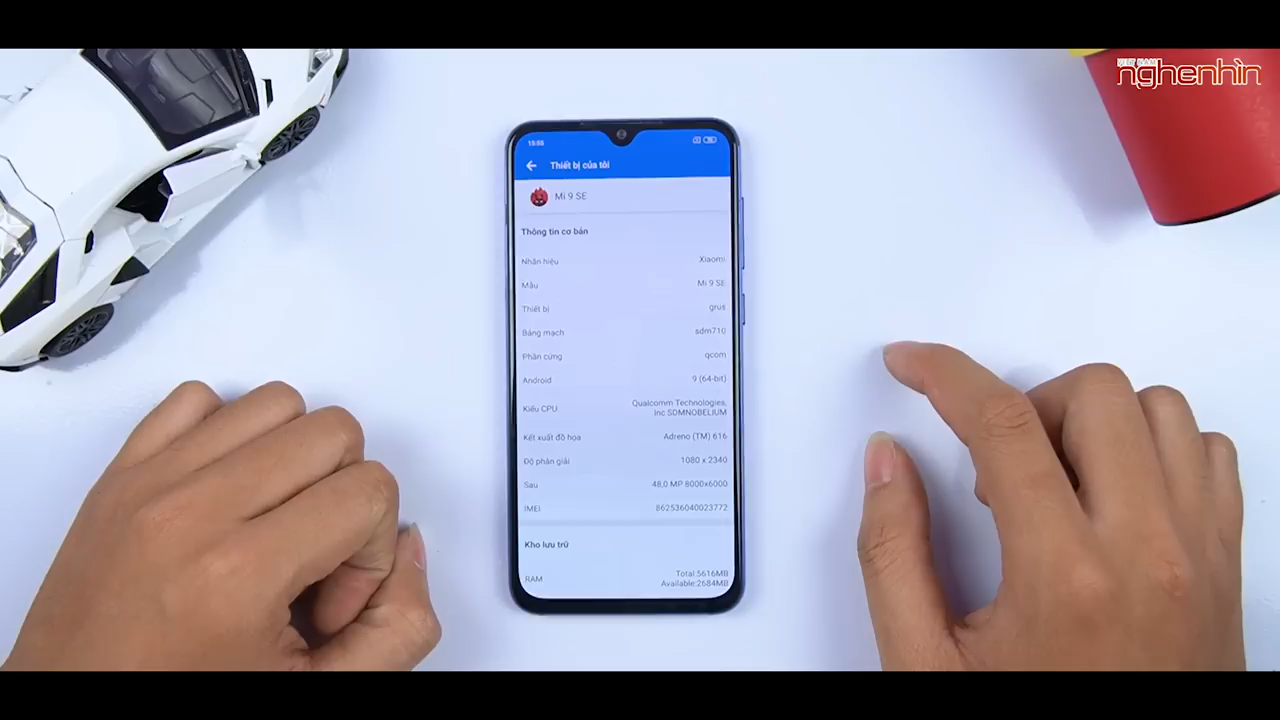 VIET NAM
nghenhìn
Thiết bị của tôi
Mi 9 SE
Thông tin cơ bản
Nhãn hiệu Xiaomi
Mẫu Mi 9 SE
Thiết bị grus
Bảng mạch sdm710
Phần cứng qcom
Android 9 (64-bit)
Kiểu CPU Qualcomm Technologies,
Inc SDMNOBELIUM
Kết xuất đồ họa Adreno (TM) 616
Độ phân giải 1080 x 2340
Sau 48,0 MP 8000x6000
IMEI 862536040023772
Kho lưu trữ
RAM Total:5616MB
Available:2684MB